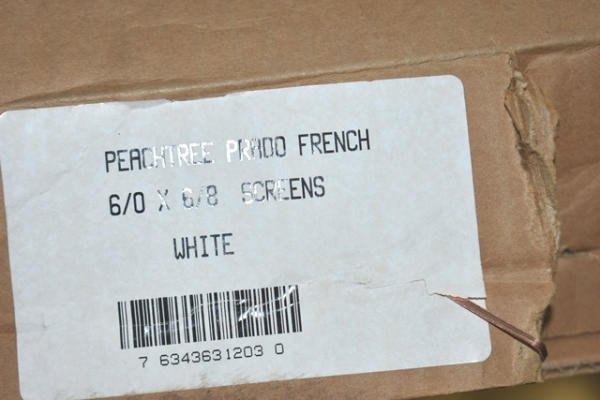 PEACHTREE PRADO FRENCH
6/0 X 6/8 SCREENS
WHITE
7 6343631203 0